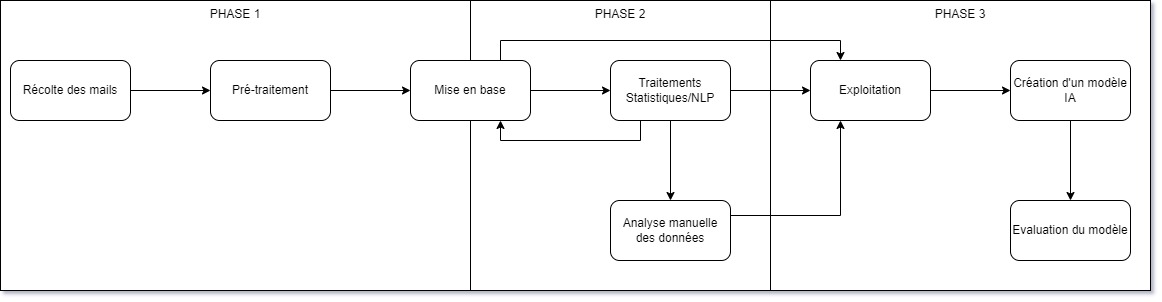 PHASE 1
PHASE 2
PHASE 3
Récolte des mails
Pré-traitement
Mise en base
Traitements
Statistiques/NLP
Exploitation
Création d'un modèle
IA
Analyse manuelle
des données
Evaluation du modèle